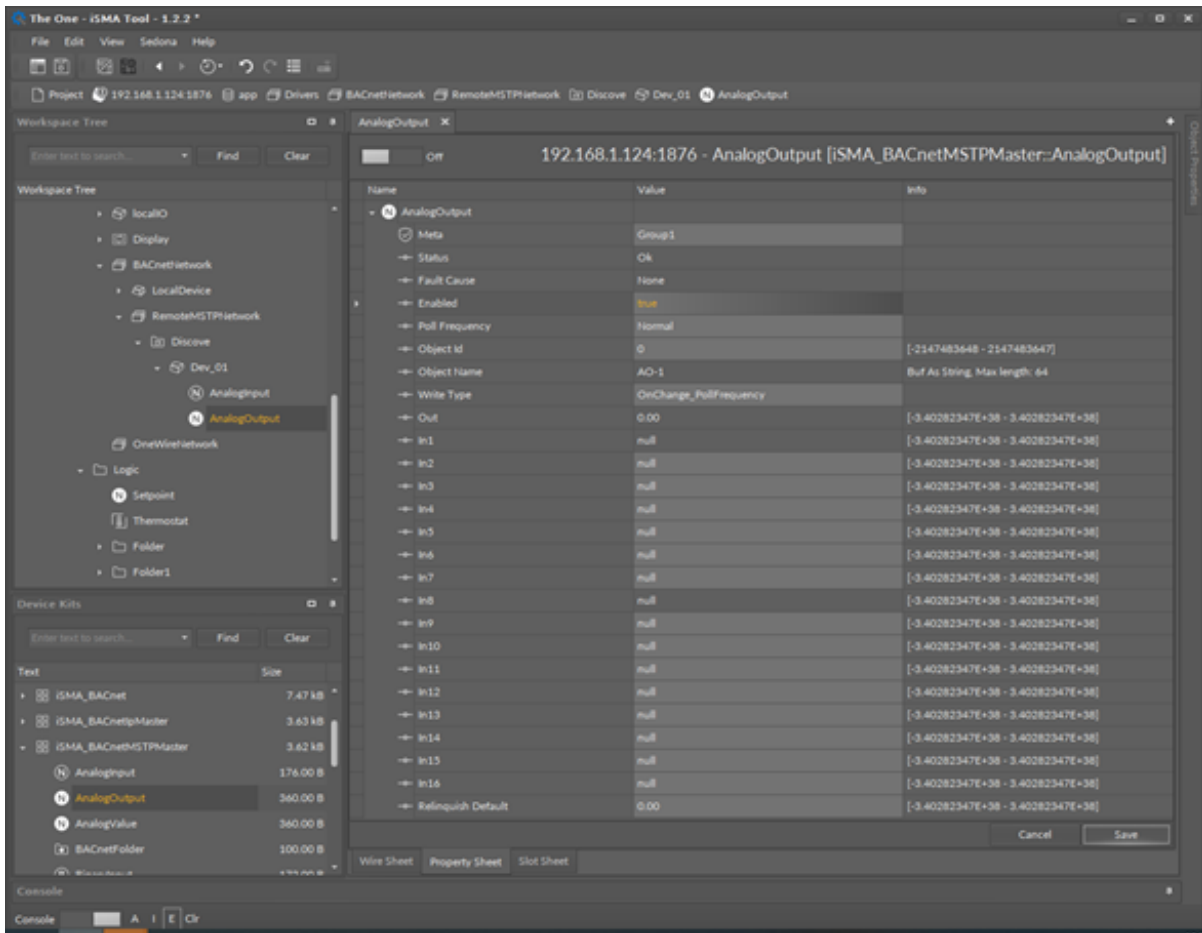 The One - iSMA Tool - 1.2.2 *
File Edit View Sedona Help
Project 192.168.1.124:1876 app Drivers BACnetNetwork RemoteMSTPNetwork Discove Dev_01 AnalogOutput
Workspace Tree
Enter text to search... Find Clear
Workspace Tree
localIO
Display
BACnetNetwork
LocalDevice
RemoteMSTPNetwork
Discove
Dev_01
AnalogInput
AnalogOutput
OneWireNetwork
Logic
Setpoint
Thermostat
Folder
Folder1
Device Kits
Enter text to search... Find Clear
Text Size
iSMA_BACnet 7.47 kB
iSMA_BACnetIpMaster 3.63 kB
iSMA_BACnetMSTPMaster 3.62 kB
AnalogInput 176.00 B
AnalogOutput 360.00 B
AnalogValue 360.00 B
BACnetFolder 100.00 B
AnalogOutput
Off 192.168.1.124:1876 - AnalogOutput [iSMA_BACnetMSTPMaster::AnalogOutput]
Name Value Info
AnalogOutput
Meta Group1
Status Ok
Fault Cause None
Enabled true
Poll Frequency Normal
Object Id 0 [-2147483648 - 2147483647]
Object Name AO-1 Buf As String, Max length: 64
Write Type OnChange_PollFrequency
Out 0.00 [-3.40282347E+38 - 3.40282347E+38]
In1 null [-3.40282347E+38 - 3.40282347E+38]
In2 null [-3.40282347E+38 - 3.40282347E+38]
In3 null [-3.40282347E+38 - 3.40282347E+38]
In4 null [-3.40282347E+38 - 3.40282347E+38]
In5 null [-3.40282347E+38 - 3.40282347E+38]
In6 null [-3.40282347E+38 - 3.40282347E+38]
In7 null [-3.40282347E+38 - 3.40282347E+38]
In8 null [-3.40282347E+38 - 3.40282347E+38]
In9 null [-3.40282347E+38 - 3.40282347E+38]
In10 null [-3.40282347E+38 - 3.40282347E+38]
In11 null [-3.40282347E+38 - 3.40282347E+38]
In12 null [-3.40282347E+38 - 3.40282347E+38]
In13 null [-3.40282347E+38 - 3.40282347E+38]
In14 null [-3.40282347E+38 - 3.40282347E+38]
In15 null [-3.40282347E+38 - 3.40282347E+38]
In16 null [-3.40282347E+38 - 3.40282347E+38]
Relinquish Default 0.00 [-3.40282347E+38 - 3.40282347E+38]
Cancel Save
Wire Sheet Property Sheet Slot Sheet
Object Properties
Console
Console A I E Clr